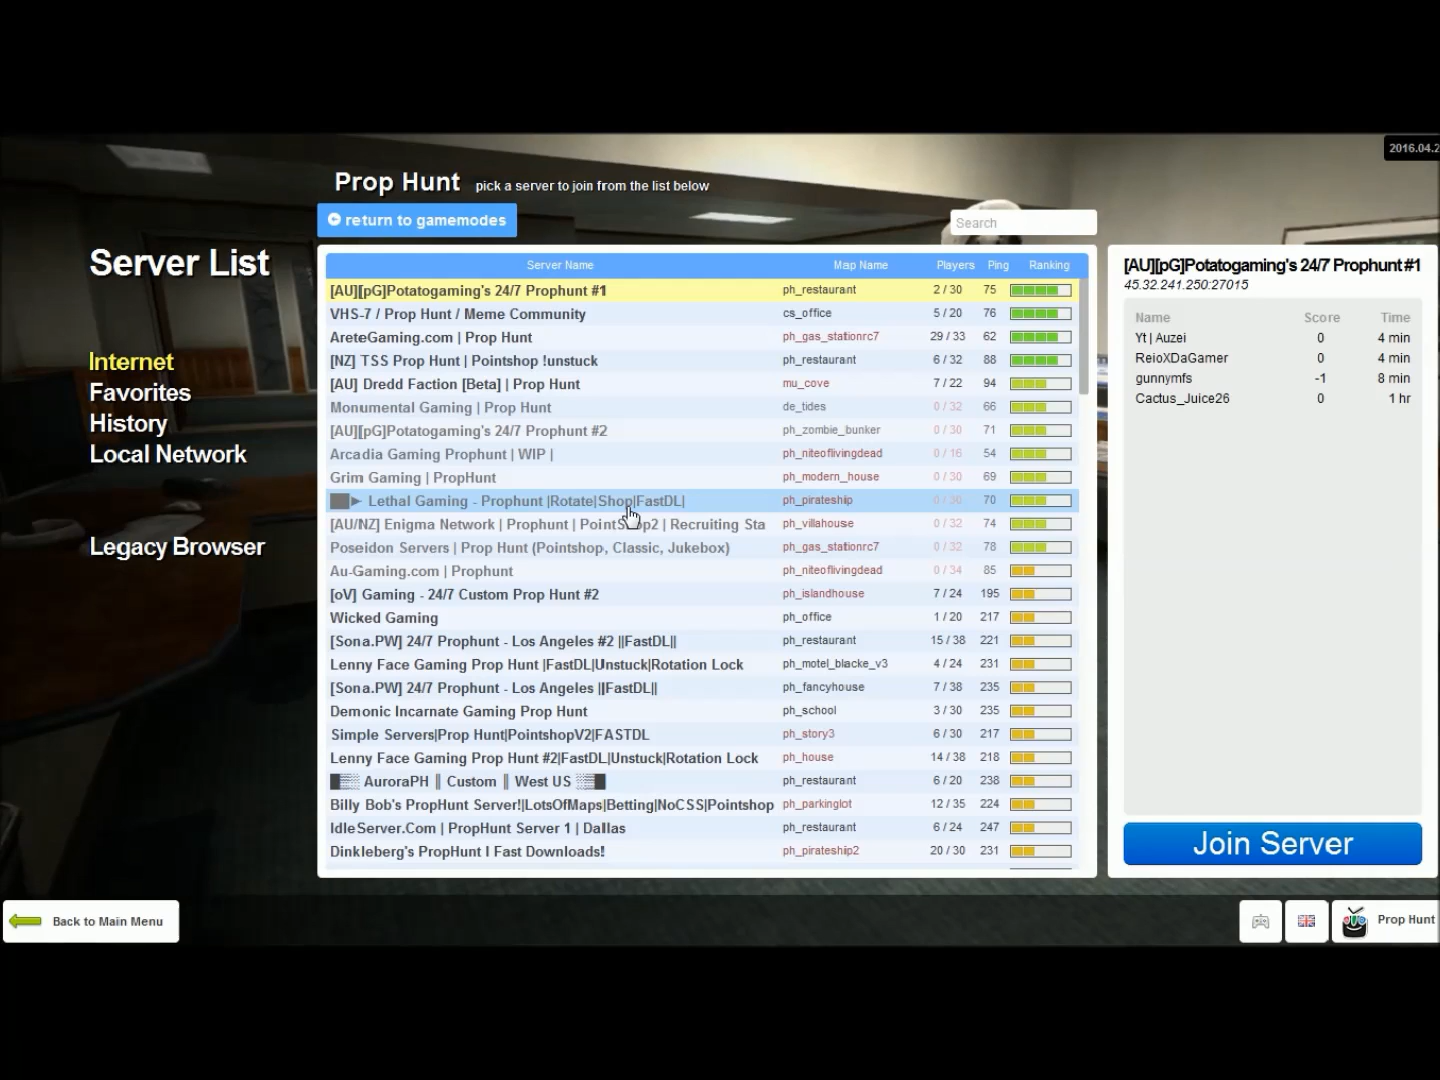 2016.04.2
Prop Hunt pick a server to join from the list below
return to gamemodes
Search
Server List
Internet
Favorites
History
Local Network
Legacy Browser
Server Name Map Name Players Ping Ranking
[AU][pG]Potatogaming's 24/7 Prophunt #1 ph_restaurant 2 / 30 75
VHS-7 / Prop Hunt / Meme Community cs_office 5 / 20 76
AreteGaming.com | Prop Hunt ph_gas_stationrc7 29 / 33 62
[NZ] TSS Prop Hunt | Pointshop !unstuck ph_restaurant 6 / 32 88
[AU] Dredd Faction [Beta] | Prop Hunt mu_cove 7 / 22 94
Monumental Gaming | Prop Hunt de_tides 0 / 32 66
[AU][pG]Potatogaming's 24/7 Prophunt #2 ph_zombie_bunker 0 / 30 71
Arcadia Gaming Prophunt | WIP | ph_niteoflivingdead 0 / 16 54
Grim Gaming | PropHunt ph_modern_house 0 / 30 69
██► Lethal Gaming - Prophunt |Rotate|Shop|FastDL| ph_pirateship 0 / 30 70
[AU/NZ] Enigma Network | Prophunt | PointShop2 | Recruiting Sta ph_villahouse 0 / 32 74
Poseidon Servers | Prop Hunt (Pointshop, Classic, Jukebox) ph_gas_stationrc7 0 / 32 78
Au-Gaming.com | Prophunt ph_niteoflivingdead 0 / 34 85
[oV] Gaming - 24/7 Custom Prop Hunt #2 ph_islandhouse 7 / 24 195
Wicked Gaming ph_office 1 / 20 217
[Sona.PW] 24/7 Prophunt - Los Angeles #2 ||FastDL|| ph_restaurant 15 / 38 221
Lenny Face Gaming Prop Hunt |FastDL|Unstuck|Rotation Lock ph_motel_blacke_v3 4 / 24 231
[Sona.PW] 24/7 Prophunt - Los Angeles ||FastDL|| ph_fancyhouse 7 / 38 235
Demonic Incarnate Gaming Prop Hunt ph_school 3 / 30 235
Simple Servers|Prop Hunt|PointshopV2|FASTDL ph_story3 6 / 30 217
Lenny Face Gaming Prop Hunt #2|FastDL|Unstuck|Rotation Lock ph_house 14 / 38 218
█▓▒░ AuroraPH ║ Custom ║ West US ░▒▓█ ph_restaurant 6 / 20 238
Billy Bob's PropHunt Server!|LotsOfMaps|Betting|NoCSS|Pointshop ph_parkinglot 12 / 35 224
IdleServer.Com | PropHunt Server 1 | Dallas ph_restaurant 6 / 24 247
Dinkleberg's PropHunt I Fast Downloads! ph_pirateship2 20 / 30 231
[AU][pG]Potatogaming's 24/7 Prophunt #1
45.32.241.250:27015
Name Score Time
Yt | Auzei 0 4 min
ReioXDaGamer 0 4 min
gunnymfs -1 8 min
Cactus_Juice26 0 1 hr
Join Server
Back to Main Menu
Prop Hunt